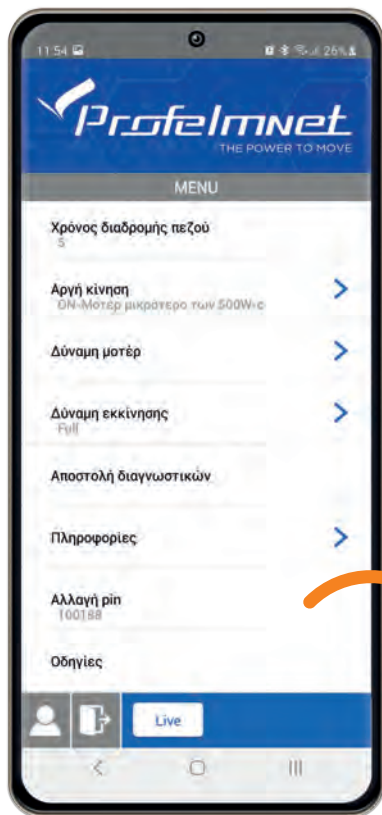 11:54
26%
Profelmnet
THE POWER TO MOVE
MENU
Χρόνος διαδρομής πεζού
5
Αργή κίνηση
ON-Μοτέρ μικρότερο των 500W-c
Δύναμη μοτέρ
Δύναμη εκκίνησης
Full
Αποστολή διαγνωστικών
Πληροφορίες
Αλλαγή pin
100188
Οδηγίες
Live